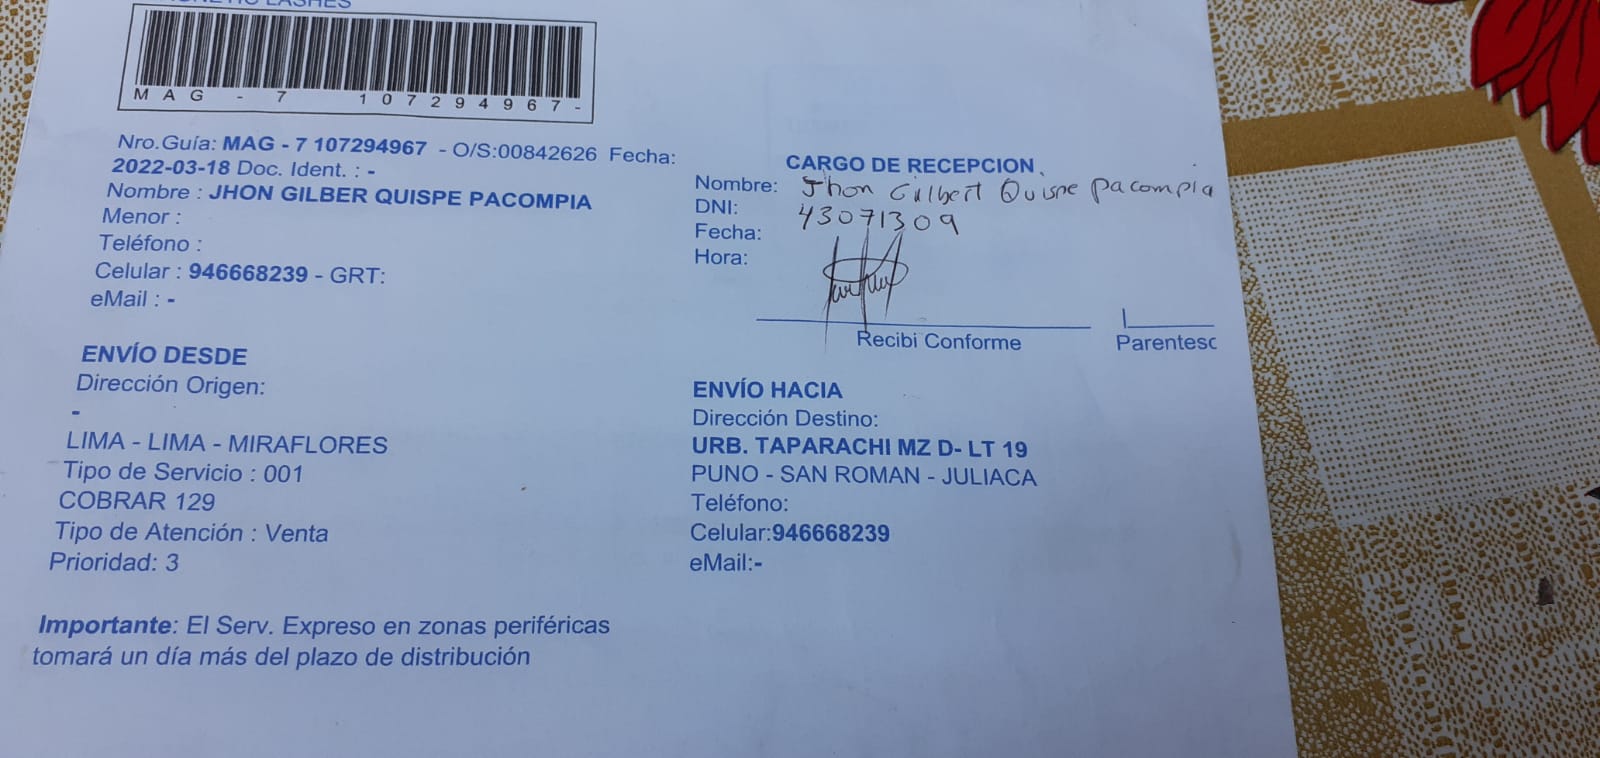 LASHES
MAG - 7 107294967-
Nro.Guía: MAG - 7 107294967 - O/S:00842626 Fecha:
2022-03-18 Doc. Ident. : -
Nombre : JHON GILBER QUISPE PACOMPIA
Menor :
Teléfono :
Celular : 946668239 - GRT:
eMail : -
CARGO DE RECEPCION
Nombre: Jhon Gilbert Quispe Pacompia
DNI: 43071309
Fecha:
Hora:
Recibi Conforme
Parentesc
ENVÍO DESDE
Dirección Origen:
-
LIMA - LIMA - MIRAFLORES
Tipo de Servicio : 001
COBRAR 129
Tipo de Atención : Venta
Prioridad: 3
ENVÍO HACIA
Dirección Destino:
URB. TAPARACHI MZ D- LT 19
PUNO - SAN ROMAN - JULIACA
Teléfono:
Celular:946668239
eMail:-
Importante: El Serv. Expreso en zonas periféricas
tomará un día más del plazo de distribución